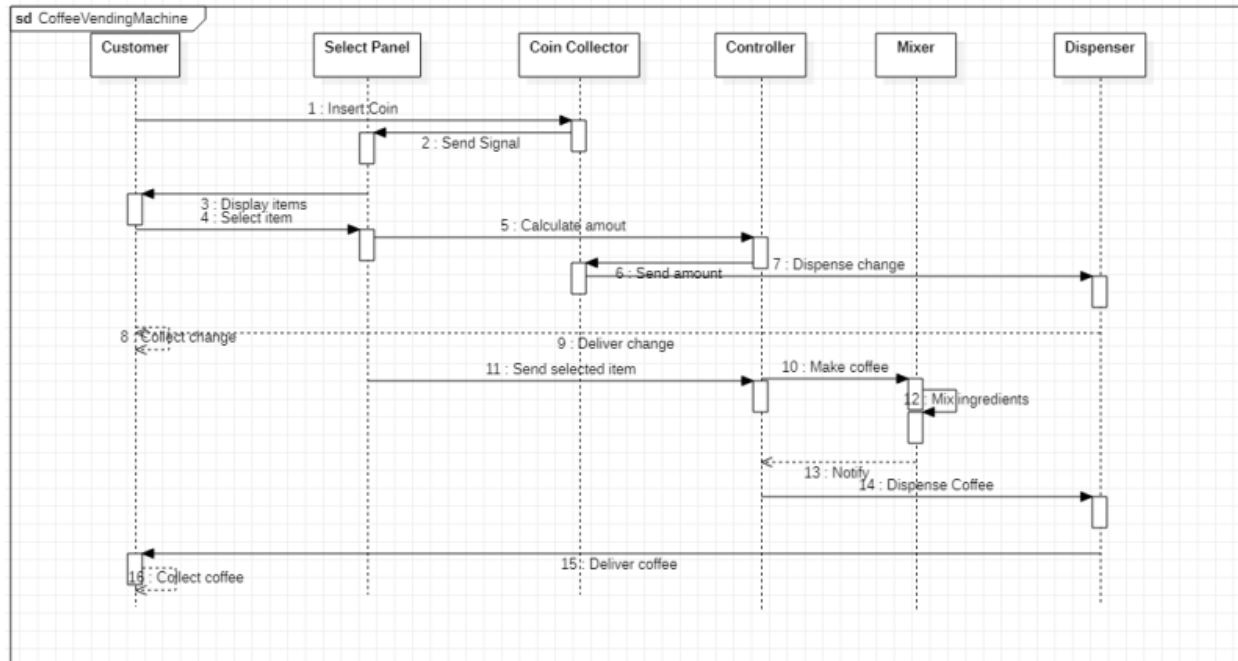 sd CoffeeVendingMachine
Customer
Select Panel
Coin Collector
Controller
Mixer
Dispenser
1 : Insert Coin
2 : Send Signal
3 : Display items
4 : Select item
5 : Calculate amout
6 : Send amount
7 : Dispense change
8 : Collect change
9 : Deliver change
10 : Make coffee
11 : Send selected item
12 : Mix ingredients
13 : Notify
14 : Dispense Coffee
15 : Deliver coffee
16 : Collect coffee